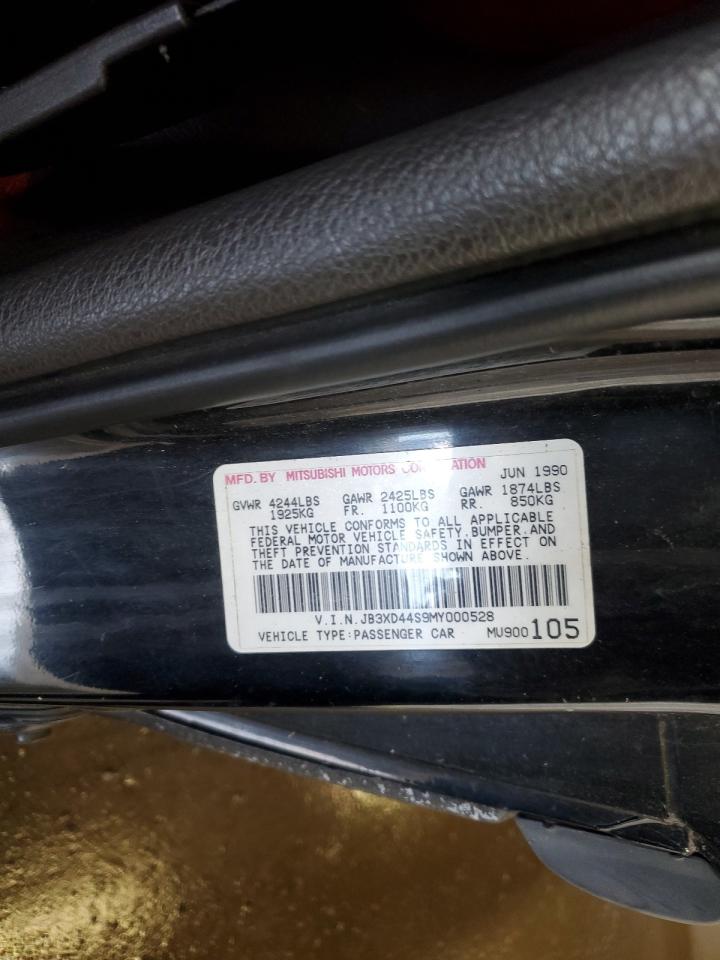 MFD. BY MITSUBISHI MOTORS CORPORATION JUN 1990
GVWR 4244LBS GAWR 2425LBS GAWR 1874LBS
1925KG FR. 1100KG RR. 850KG
THIS VEHICLE CONFORMS TO ALL APPLICABLE
FEDERAL MOTOR VEHICLE SAFETY, BUMPER, AND
THEFT PREVENTION STANDARDS IN EFFECT ON
THE DATE OF MANUFACTURE SHOWN ABOVE.
V.I.N. JB3XD44S9MY000528
VEHICLE TYPE: PASSENGER CAR MU900105